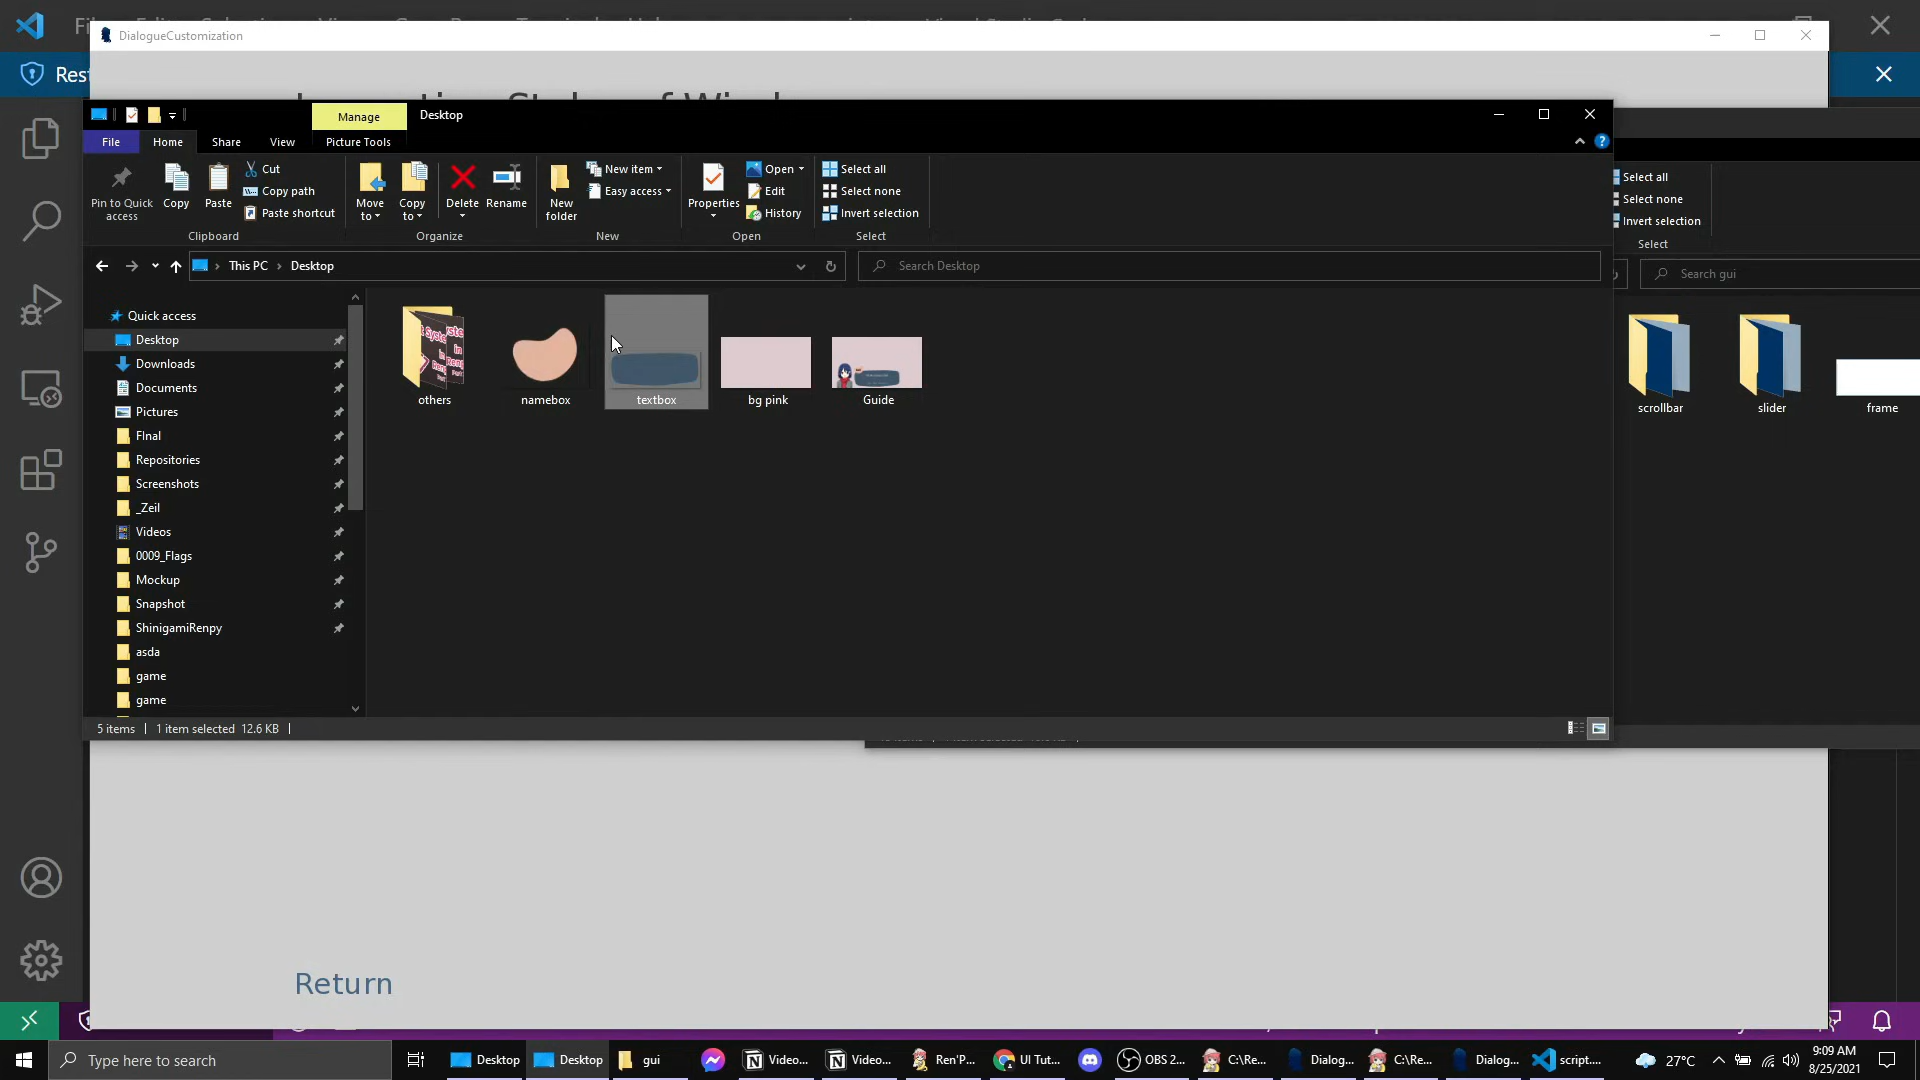 DialogueCustomization
Rest
Manage
Desktop
File
Home
Share
View
Picture Tools
Pin to Quick
access
Copy
Paste
Cut
Copy path
Paste shortcut
Clipboard
Move
to
Copy
to
Delete
Rename
Organize
New
folder
New item
Easy access
New
Properties
Open
Edit
History
Open
Select all
Select none
Invert selection
Select
Select all
Select none
Invert selection
Select
This PC
Desktop
Search Desktop
Search gui
Quick access
Desktop
Downloads
Documents
Pictures
FInal
Repositories
Screenshots
_Zeil
Videos
0009_Flags
Mockup
Snapshot
ShinigamiRenpy
asda
game
game
others
namebox
textbox
bg pink
Guide
scrollbar
slider
frame
5 items
1 item selected 12.6 KB
Return
Type here to search
Desktop
Desktop
gui
Video...
Video...
Ren'P...
UI Tut...
OBS 2...
C:\Re...
Dialog...
C:\Re...
Dialog...
script....
27°C
9:09 AM
8/25/2021